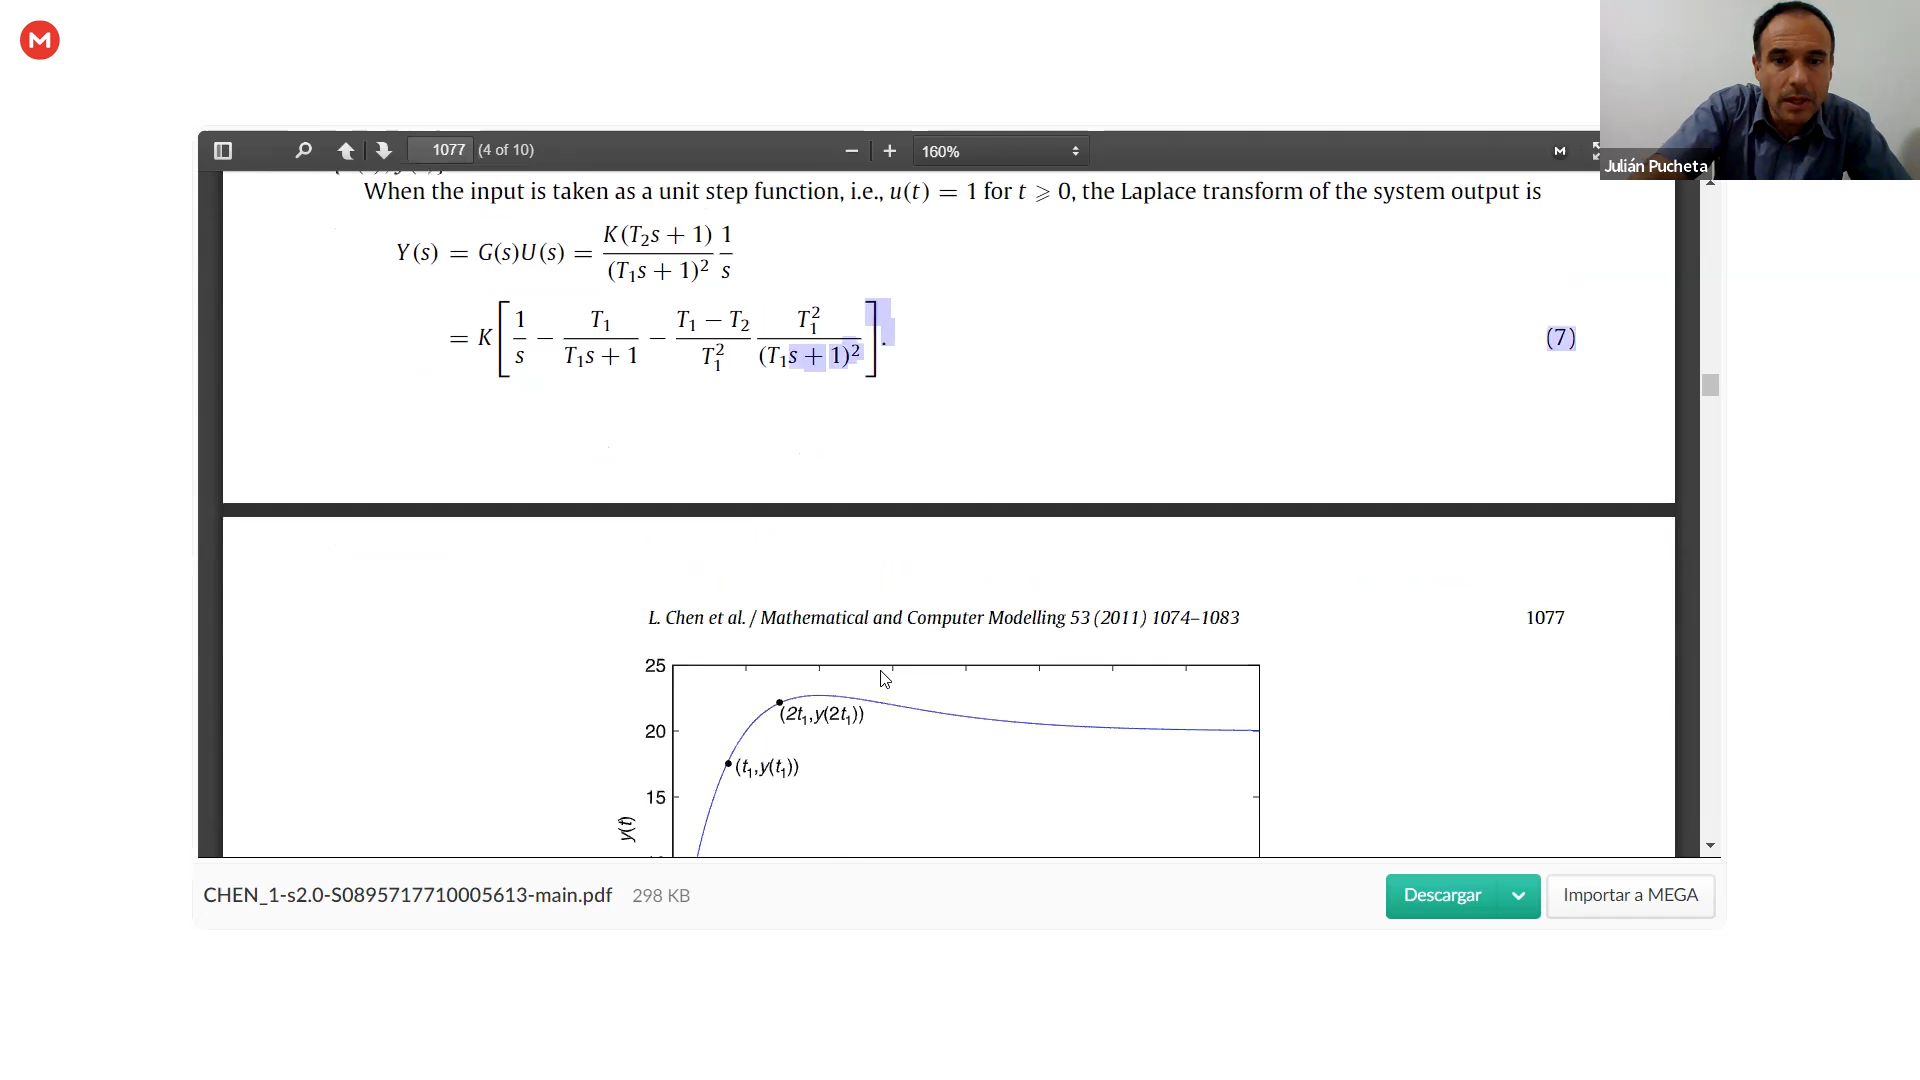 M
Julián Pucheta
1077 (4 of 10)
− + 160%
M
When the input is taken as a unit step function, i.e., u(t) = 1 for t ⩾ 0, the Laplace transform of the system output is
Y(s) = G(s)U(s) = K(T₂s + 1)/(T₁s + 1)² 1/s
= K[1/s − T₁/(T₁s + 1) − (T₁ − T₂)/T₁² T₁²/(T₁s + 1)²]. (7)
L. Chen et al. / Mathematical and Computer Modelling 53 (2011) 1074–1083 1077
25
(2t₁,y(2t₁))
20
(t₁,y(t₁))
15
y(t)
CHEN_1-s2.0-S0895717710005613-main.pdf 298 KB
Descargar
Importar a MEGA